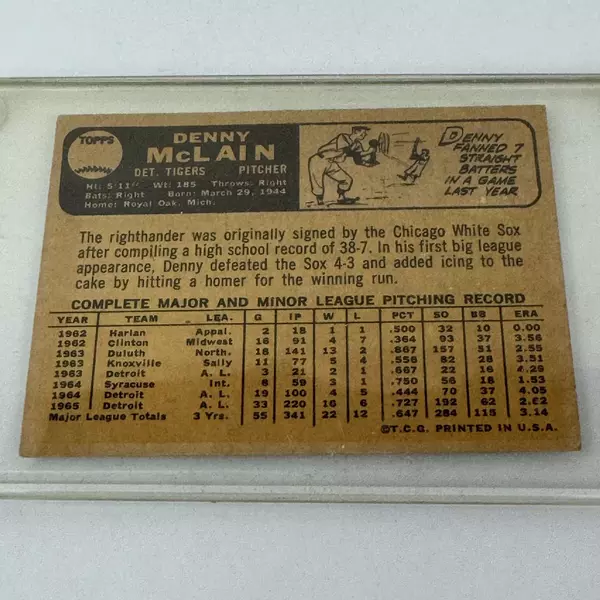 TOPPS
DENNY
McLAIN
DET. TIGERS PITCHER
Ht: 5'11" Wt: 185 Throws: Right
Bats: Right Born: March 29, 1944
Home: Royal Oak, Mich.
DENNY
FANNED 7
STRAIGHT
BATTERS
IN A GAME
LAST YEAR
The righthander was originally signed by the Chicago White Sox
after compiling a high school record of 38-7. In his first big league
appearance, Denny defeated the Sox 4-3 and added icing to the
cake by hitting a homer for the winning run.
COMPLETE MAJOR AND MINOR LEAGUE PITCHING RECORD
YEAR TEAM LEA. G IP W L PCT SO BB ERA
1962 Harlan Appal. 2 18 1 1 .500 32 10 0.00
1962 Clinton Midwest 16 91 4 7 .364 93 37 3.56
1963 Duluth North. 18 141 13 2 .867 157 51 2.55
1963 Knoxville Sally 11 77 5 4 .556 82 28 3.51
1963 Detroit A. L. 3 21 2 1 .667 22 16 4.29
1964 Syracuse Int. 8 59 3 1 .750 56 18 1.53
1964 Detroit A. L. 19 100 4 5 .444 70 37 4.05
1965 Detroit A. L. 33 220 16 6 .727 192 62 2.62
Major League Totals 3 Yrs. 55 341 22 12 .647 284 115 3.14
©T.C.G. PRINTED IN U.S.A.